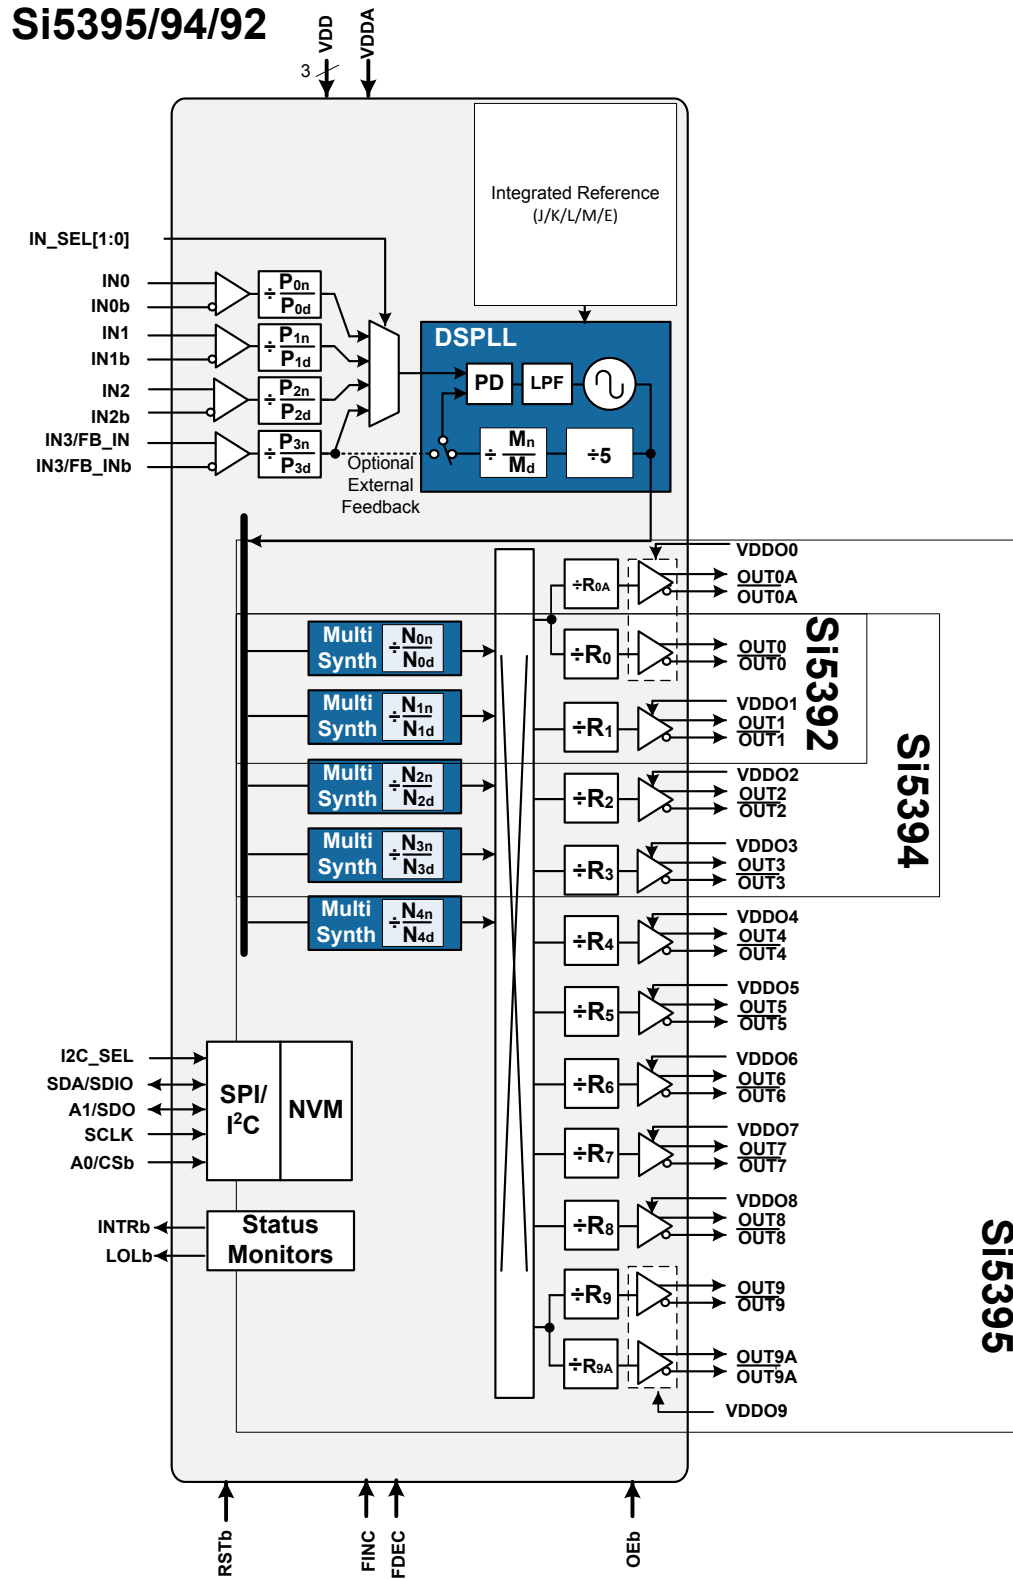 Si5395/94/92
VDD
VDDA
3
Integrated Reference
(J/K/L/M/E)
IN_SEL[1:0]
IN0
IN0b
÷ P0n
P0d
IN1
IN1b
÷ P1n
P1d
IN2
IN2b
÷ P2n
P2d
IN3/FB_IN
IN3/FB_INb
÷ P3n
P3d
DSPLL
PD
LPF
÷ Mn
Md
÷5
Optional
External
Feedback
Multi
Synth
÷ N0n
N0d
Multi
Synth
÷ N1n
N1d
Multi
Synth
÷ N2n
N2d
Multi
Synth
÷ N3n
N3d
Multi
Synth
÷ N4n
N4d
÷R0A
÷R0
÷R1
÷R2
÷R3
÷R4
÷R5
÷R6
÷R7
÷R8
÷R9
÷R9A
VDDO0
OUT0A
OUT0A
OUT0
OUT0
VDDO1
OUT1
OUT1
VDDO2
OUT2
OUT2
VDDO3
OUT3
OUT3
VDDO4
OUT4
OUT4
VDDO5
OUT5
OUT5
VDDO6
OUT6
OUT6
VDDO7
OUT7
OUT7
VDDO8
OUT8
OUT8
OUT9
OUT9
OUT9A
OUT9A
VDDO9
Si5392
Si5394
Si5395
I2C_SEL
SDA/SDIO
A1/SDO
SCLK
A0/CSb
SPI/
I²C
NVM
INTRb
LOLb
Status
Monitors
RSTb
FINC
FDEC
OEb